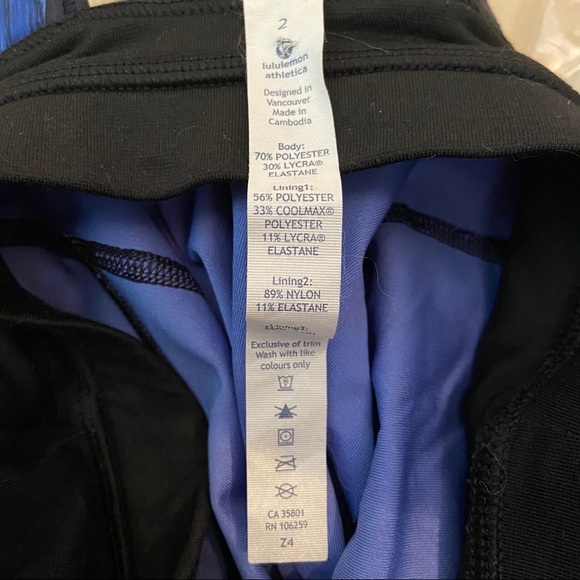 2
lululemon
athletica
Designed in
Vancouver
Made in
Cambodia
Body:
70% POLYESTER
30% LYCRA®
ELASTANE
Lining1:
56% POLYESTER
33% COOLMAX®
POLYESTER
11% LYCRA®
ELASTANE
Lining2:
89% NYLON
11% ELASTANE
Exclusive of trim
Wash with like
colours only
CA 35801
RN 106259
Z4